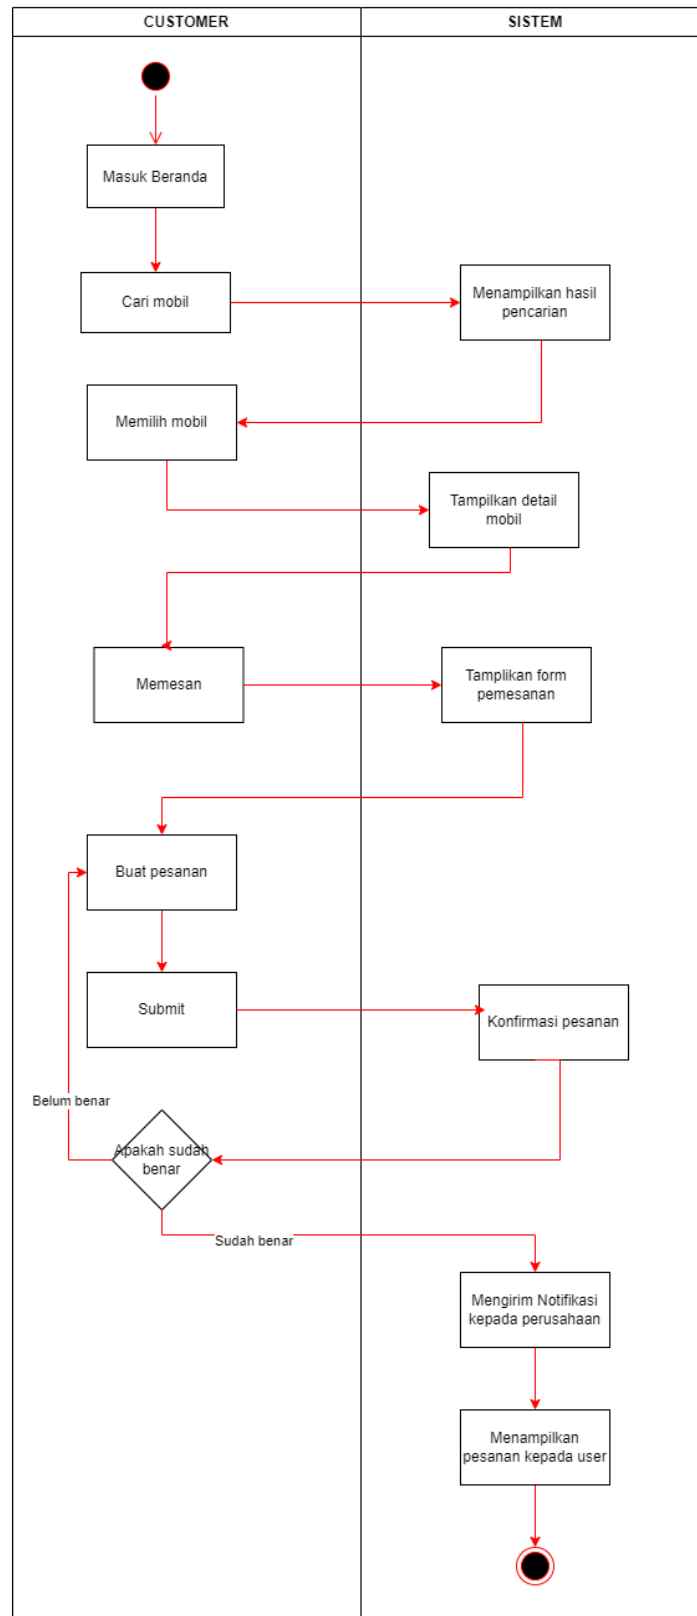 CUSTOMER
SISTEM
Masuk Beranda
Cari mobil
Menampilkan hasil
pencarian
Memilih mobil
Tampilkan detail
mobil
Memesan
Tamplikan form
pemesanan
Buat pesanan
Submit
Konfirmasi pesanan
Belum benar
Apakah sudah
benar
Sudah benar
Mengirim Notifikasi
kepada perusahaan
Menampilkan
pesanan kepada user